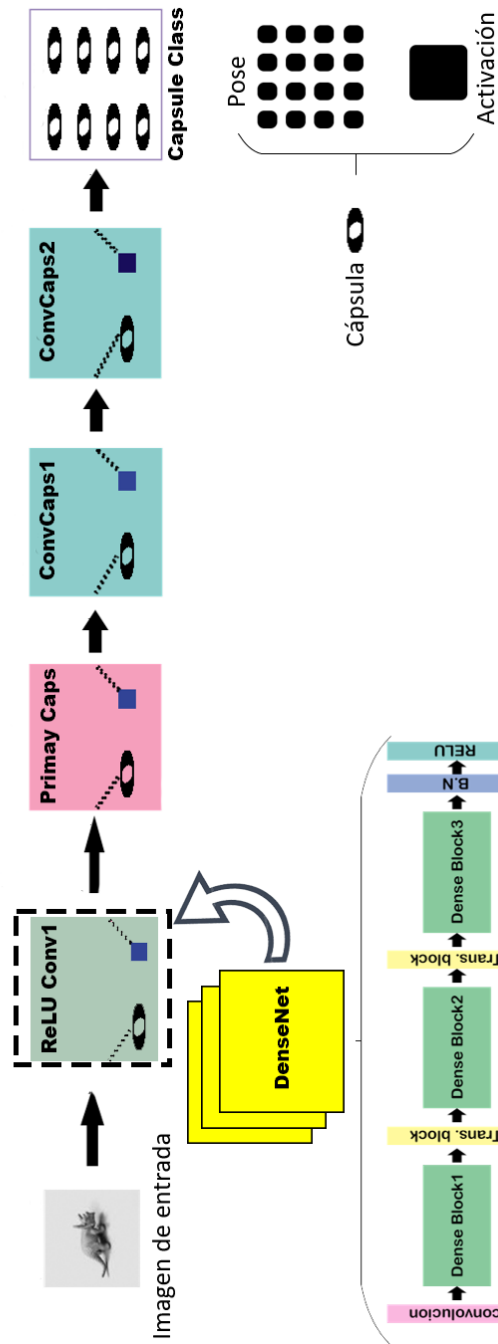 Imagen de entrada
ReLU Conv1
Primay Caps
ConvCaps1
ConvCaps2
Capsule Class
DenseNet
Cápsula
Pose
Activación
convolucion
Dense Block1
Trans. block
Dense Block2
Trans. block
Dense Block3
B.N
RELU